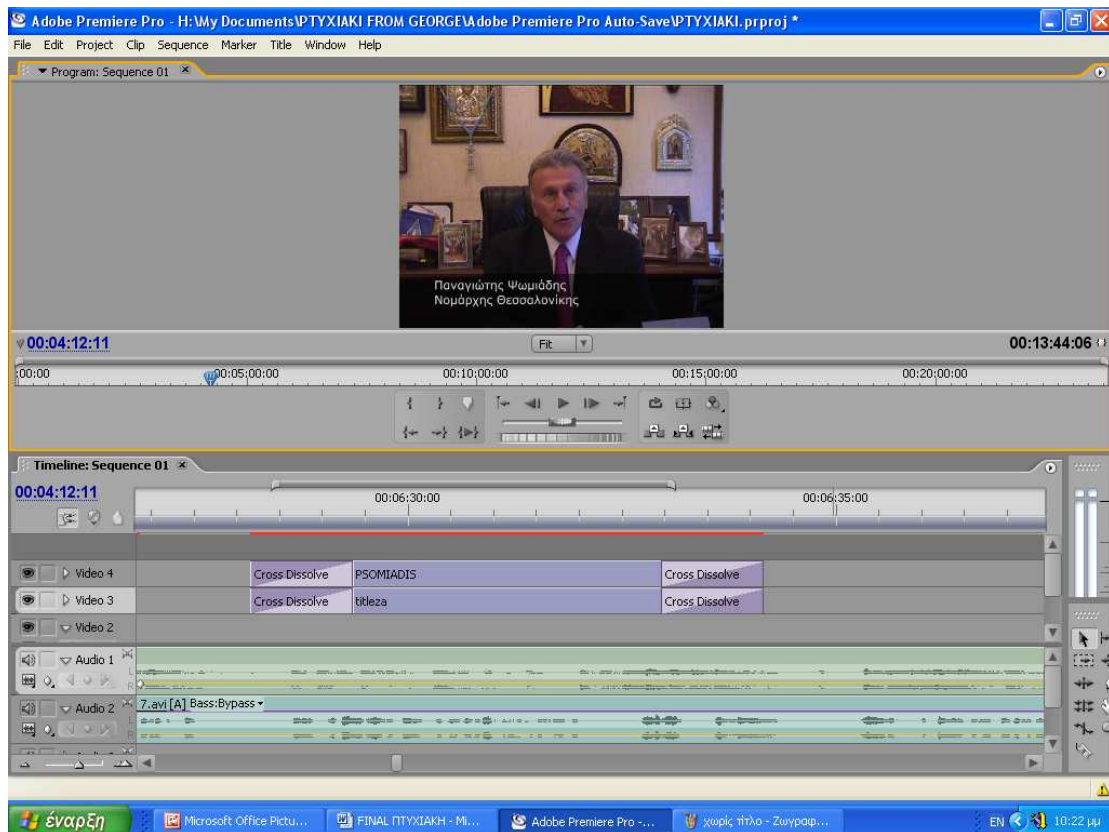 Adobe Premiere Pro - H:\My Documents\PTYXIAKI FROM GEORGE\Adobe Premiere Pro Auto-Save\PTYXIAKI.prproj *
File Edit Project Clip Sequence Marker Title Window Help
Program: Sequence 01
Παναγιώτης Ψωμιάδης
Νομάρχης Θεσσαλονίκης
00:04:12:11 Fit 00:13:44:06
:00:00 00:05:00:00 00:10:00:00 00:15:00:00 00:20:00:00
Timeline: Sequence 01
00:04:12:11 00:06:30:00 00:06:35:00
Video 4 Cross Dissolve PSOMIADIS Cross Dissolve
Video 3 Cross Dissolve titleza Cross Dissolve
Video 2
Audio 1 L
R
Audio 2 7.avi [A] Bass:Bypass L
R
έναρξη Microsoft Office Pictu... FINAL ΠΤΥΧΙΑΚΗ - Mi... Adobe Premiere Pro -... χωρίς τίτλο - Ζωγραφ... EN 10:22 μμ